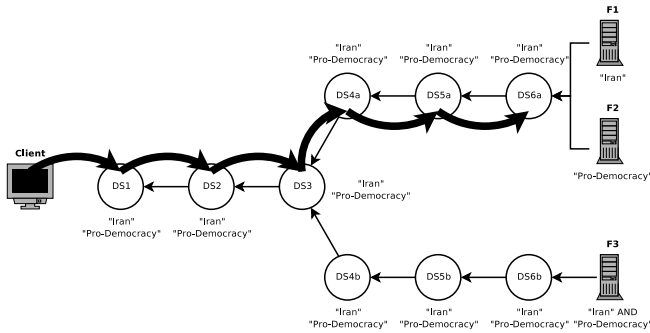 F1
"Iran"
"Pro-Democracy"
"Iran"
"Pro-Democracy"
"Iran"
"Pro-Democracy"
"Iran"
DS4a
DS5a
DS6a
F2
"Pro-Democracy"
Client
DS1
DS2
DS3
"Iran"
"Pro-Democracy"
"Iran"
"Pro-Democracy"
"Iran"
"Pro-Democracy"
F3
DS4b
DS5b
DS6b
"Iran"
"Pro-Democracy"
"Iran"
"Pro-Democracy"
"Iran"
"Pro-Democracy"
"Iran" AND
"Pro-Democracy"